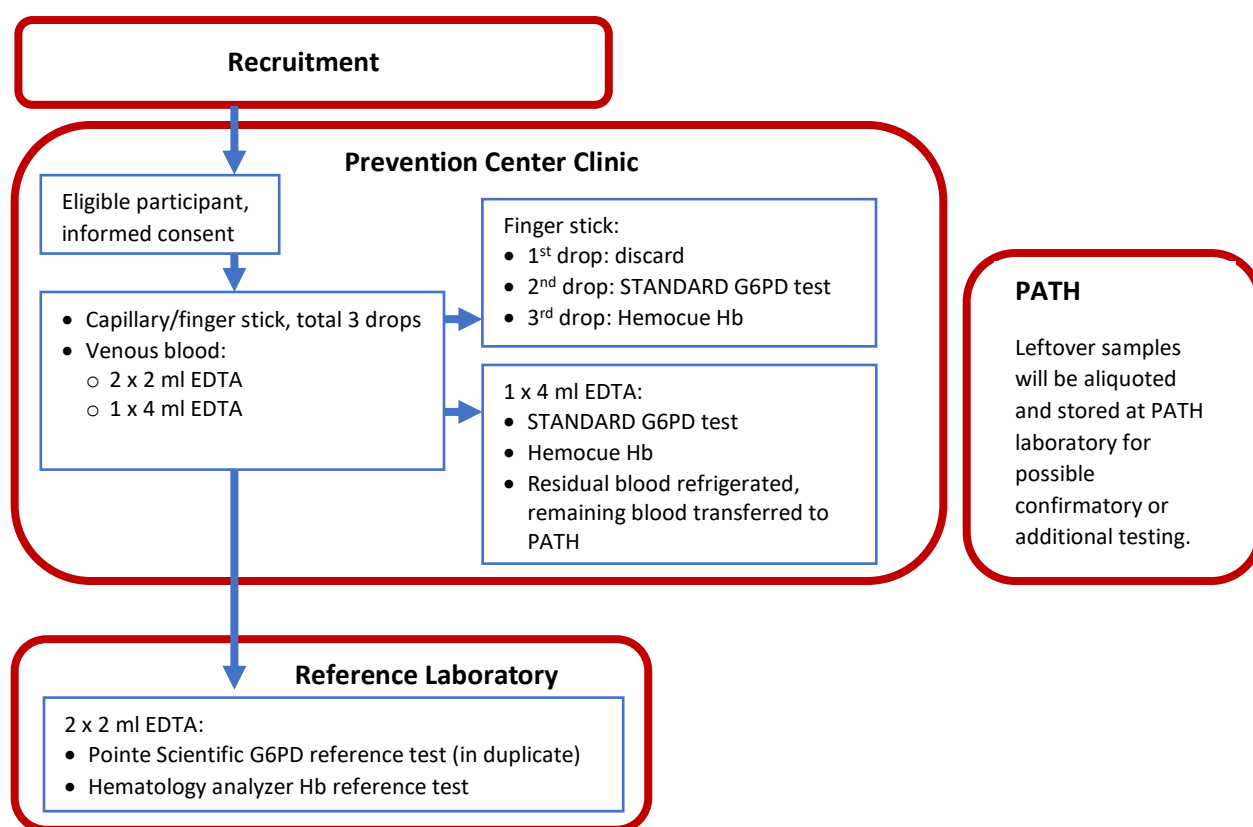 Recruitment
Prevention Center Clinic
Eligible participant,
informed consent
• Capillary/finger stick, total 3 drops
• Venous blood:
o 2 x 2 ml EDTA
o 1 x 4 ml EDTA
Finger stick:
• 1st drop: discard
• 2nd drop: STANDARD G6PD test
• 3rd drop: Hemocue Hb
1 x 4 ml EDTA:
• STANDARD G6PD test
• Hemocue Hb
• Residual blood refrigerated,
remaining blood transferred to
PATH
PATH
Leftover samples
will be aliquoted
and stored at PATH
laboratory for
possible
confirmatory or
additional testing.
Reference Laboratory
2 x 2 ml EDTA:
• Pointe Scientific G6PD reference test (in duplicate)
• Hematology analyzer Hb reference test